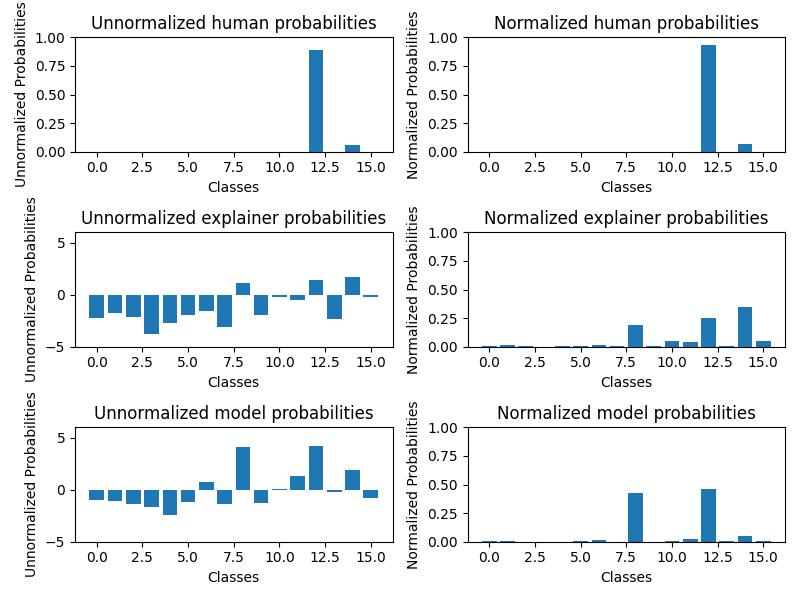 Unnormalized human probabilities
Unnormalized Probabilities
1.00
0.75
0.50
0.25
0.00
0.0 2.5 5.0 7.5 10.0 12.5 15.0
Classes
Normalized human probabilities
Normalized Probabilities
1.00
0.75
0.50
0.25
0.00
0.0 2.5 5.0 7.5 10.0 12.5 15.0
Classes
Unnormalized explainer probabilities
Unnormalized Probabilities
5
0
−5
0.0 2.5 5.0 7.5 10.0 12.5 15.0
Classes
Normalized explainer probabilities
Normalized Probabilities
1.00
0.75
0.50
0.25
0.00
0.0 2.5 5.0 7.5 10.0 12.5 15.0
Classes
Unnormalized model probabilities
Unnormalized Probabilities
5
0
−5
0.0 2.5 5.0 7.5 10.0 12.5 15.0
Classes
Normalized model probabilities
Normalized Probabilities
1.00
0.75
0.50
0.25
0.00
0.0 2.5 5.0 7.5 10.0 12.5 15.0
Classes